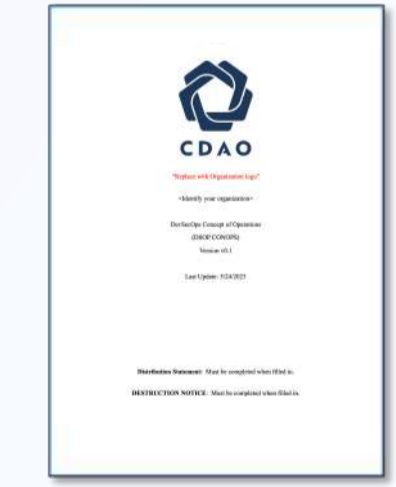 CDAO
"Replace with Organization logo"
<Identify your organization>
DevSecOps Concept of Operations
(DSOP CONOPS)
Version v0.1
Last Update: 5/24/2023
Distribution Statement: Must be completed when filled in.
DESTRUCTION NOTICE: Must be completed when filled in.